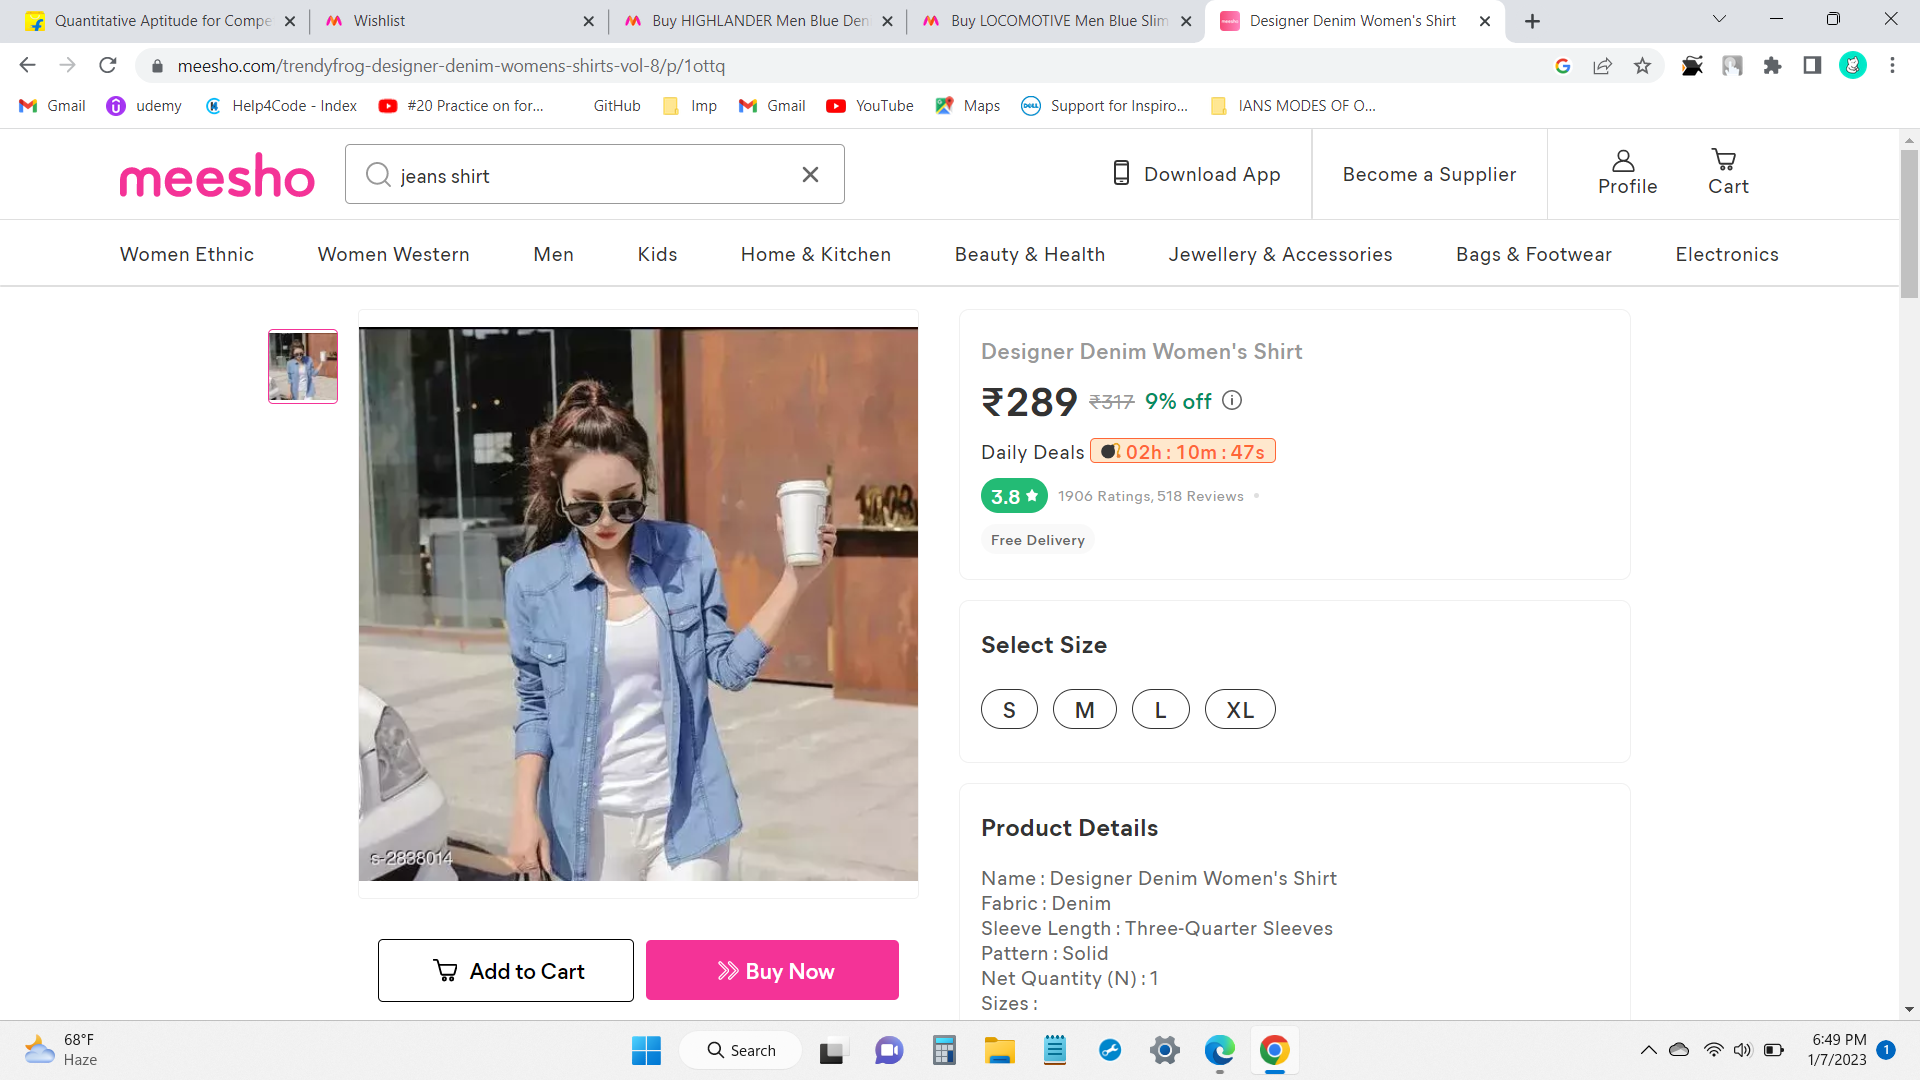 Quantitative Aptitude for Compe
Wishlist
Buy HIGHLANDER Men Blue Den
Buy LOCOMOTIVE Men Blue Slim
Designer Denim Women's Shirt
meesho.com/trendyfrog-designer-denim-womens-shirts-vol-8/p/1ottq
Gmail
udemy
Help4Code - Index
#20 Practice on for...
GitHub
Imp
Gmail
YouTube
Maps
Support for Inspiro...
IANS MODES OF O...
meesho
jeans shirt
Download App
Become a Supplier
Profile
Cart
Women Ethnic
Women Western
Men
Kids
Home & Kitchen
Beauty & Health
Jewellery & Accessories
Bags & Footwear
Electronics
Designer Denim Women's Shirt
₹289 ₹317 9% off
Daily Deals 02h : 10m : 47s
3.8 1906 Ratings, 518 Reviews
Free Delivery
Select Size
S M L XL
Product Details
Name : Designer Denim Women's Shirt
Fabric : Denim
Sleeve Length : Three-Quarter Sleeves
Pattern : Solid
Net Quantity (N) : 1
Sizes :
s-2838014
Add to Cart
Buy Now
68°F
Haze
Search
6:49 PM
1/7/2023
1